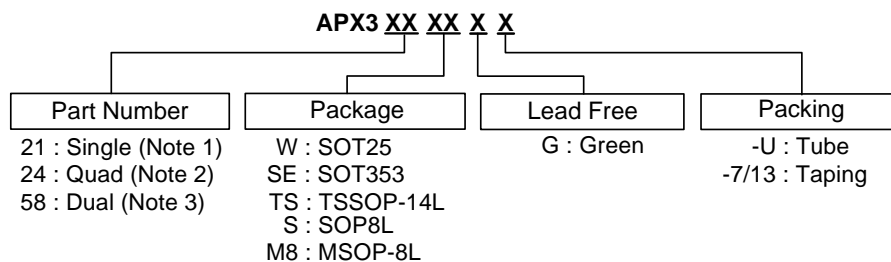 APX3 XX XX X X
Part Number
21 : Single (Note 1)
24 : Quad (Note 2)
58 : Dual (Note 3)
Package
W : SOT25
SE : SOT353
TS : TSSOP-14L
S : SOP8L
M8 : MSOP-8L
Lead Free
G : Green
Packing
-U : Tube
-7/13 : Taping